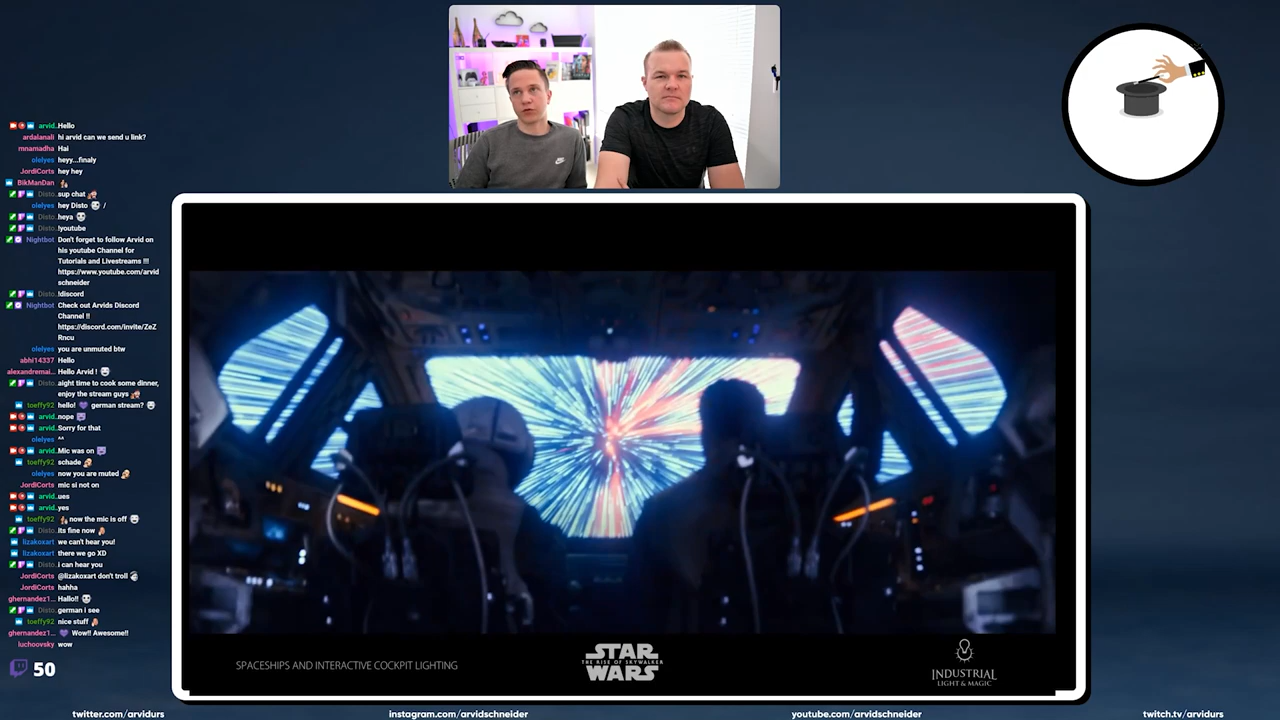 arvid.. Hello
ardalanali hi arvid can we send u link?
mnamadha Hai
olelyes heyy...finaly
JordiCorts hey hey
BikManDan
Disto. sup chat
olelyes hey Disto /
Disto. heya
Disto. !youtube
Nightbot Don't forget to follow Arvid on
his youtube Channel for
Tutorials and Livestreams !!!
https://www.youtube.com/arvid
schneider
Disto. !discord
Nightbot Check out Arvids Discord
Channel !!
https://discord.com/invite/ZeZ
Rncu
olelyes you are unmuted btw
abhi14337 Hello
alexandremai... Hello Arvid !
Disto. aight time to cook some dinner,
enjoy the stream guys
toeffy92 hello! german stream?
arvid.. nope
arvid.. Sorry for that
olelyes ^^
arvid.. Mic was on
toeffy92 schade
olelyes now you are muted
JordiCorts mic si not on
arvid.. ues
arvid.. yes
toeffy92 now the mic is off
Disto. its fine now
lizakoxart we can't hear you!
lizakoxart there we go XD
Disto. i can hear you
JordiCorts @lizakoxart don't troll
JordiCorts hahha
ghernandez1... Hallo!!
Disto. german i see
toeffy92 nice stuff
ghernandez1... Wow!! Awesome!!
luchoovsky wow
50
SPACESHIPS AND INTERACTIVE COCKPIT LIGHTING
STAR
THE RISE OF SKYWALKER
WARS
INDUSTRIAL
LIGHT & MAGIC
twitter.com/arvidurs
instagram.com/arvidschneider
youtube.com/arvidschneider
twitch.tv/arvidurs